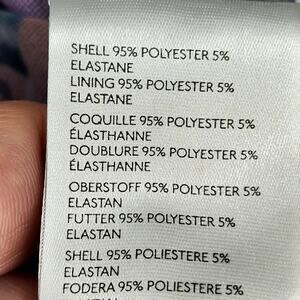 SHELL 95% POLYESTER 5%
ELASTANE
LINING 95% POLYESTER 5%
ELASTANE
COQUILLE 95% POLYESTER 5%
ÉLASTHANNE
DOUBLURE 95% POLYESTER 5%
ÉLASTHANNE
OBERSTOFF 95% POLYESTER 5%
ELASTAN
FUTTER 95% POLYESTER 5%
ELASTAN
SHELL 95% POLIESTERE 5%
ELASTAN
FODERA 95% POLIESTERE 5%